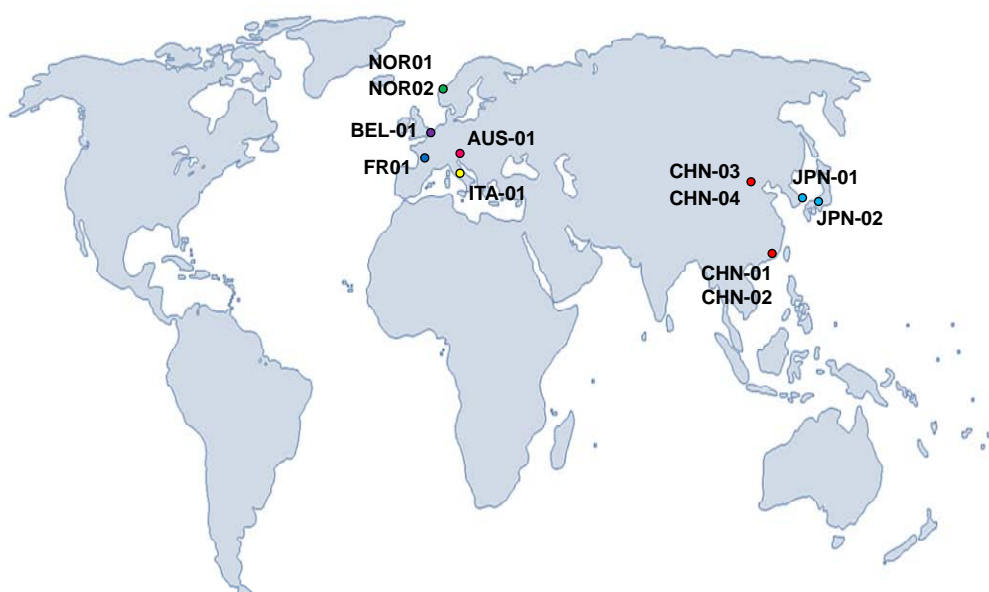 NOR01
NOR02
BEL-01
AUS-01
FR01
ITA-01
CHN-03
CHN-04
JPN-01
JPN-02
CHN-01
CHN-02